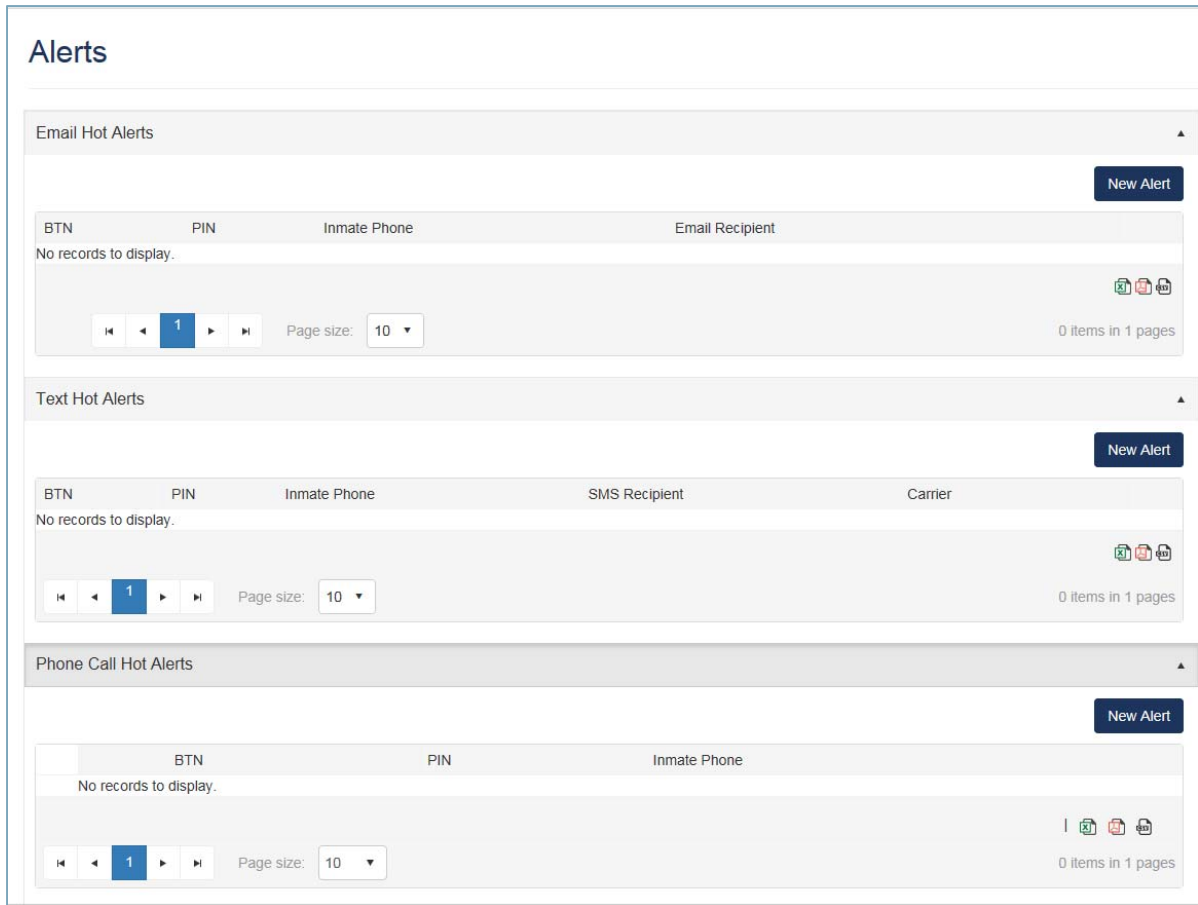 Alerts
Email Hot Alerts
New Alert
BTN PIN Inmate Phone Email Recipient
No records to display.
1 Page size: 10 0 items in 1 pages
Text Hot Alerts
New Alert
BTN PIN Inmate Phone SMS Recipient Carrier
No records to display.
1 Page size: 10 0 items in 1 pages
Phone Call Hot Alerts
New Alert
BTN PIN Inmate Phone
No records to display.
|
1 Page size: 10 0 items in 1 pages